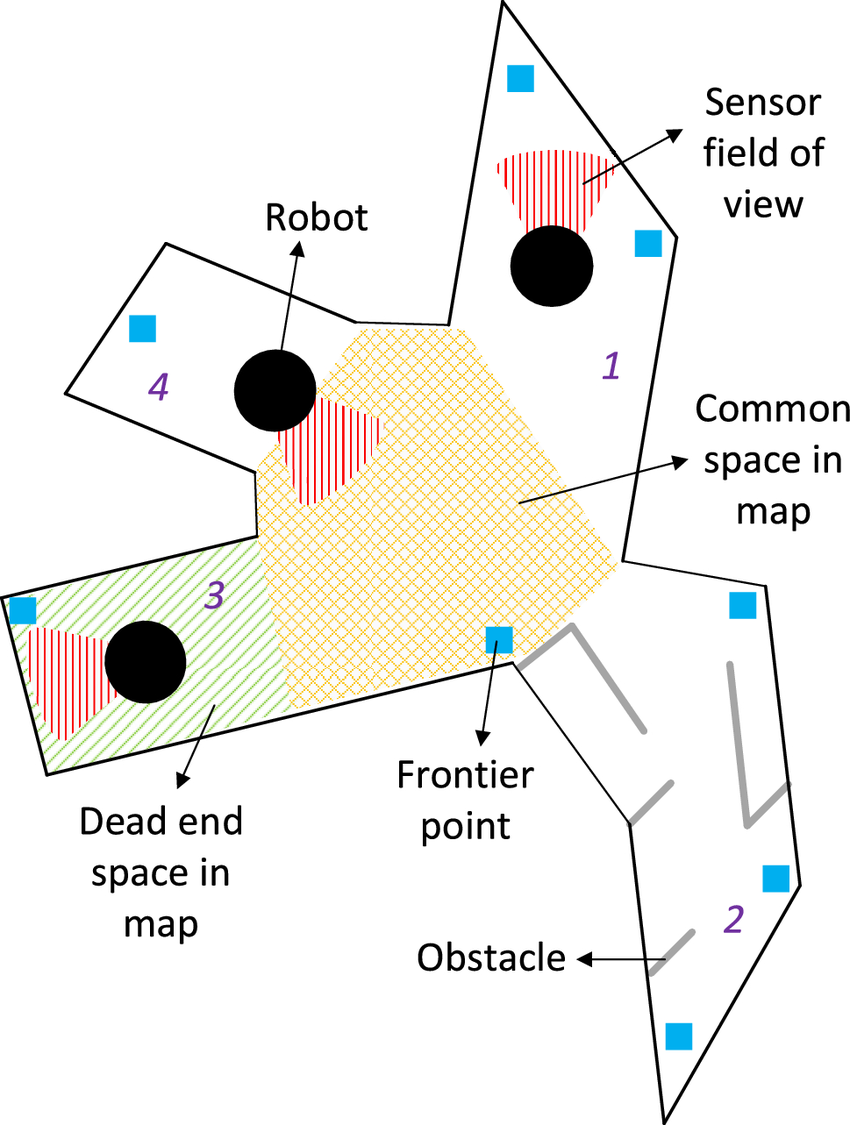 Sensor
field of
view
Robot
1
4
Common
space in
map
3
Frontier
point
Dead end
space in
map
2
Obstacle